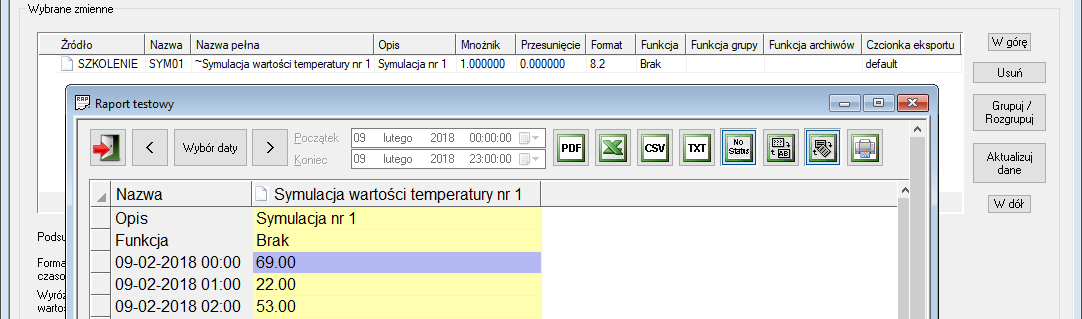 Wybrane zmienne
Źródło Nazwa Nazwa pełna Opis Mnożnik Przesunięcie Format Funkcja Funkcja grupy Funkcja archiwów Czcionka eksportu
SZKOLENIE SYM01 ~Symulacja wartości temperatury nr 1 Symulacja nr 1 1.000000 0.000000 8.2 Brak default
W górę
Usuń
Grupuj /
Rozgrupuj
Aktualizuj
dane
W dół
RAP Raport testowy
Wybór daty
Początek 09 lutego 2018 00:00:00
Koniec 09 lutego 2018 23:00:00
PDF CSV TXT No
Status
AB
Nazwa Symulacja wartości temperatury nr 1
Opis Symulacja nr 1
Funkcja Brak
09-02-2018 00:00 69.00
09-02-2018 01:00 22.00
09-02-2018 02:00 53.00
Podsu
Forma
czaso
Wyróż
wartoś